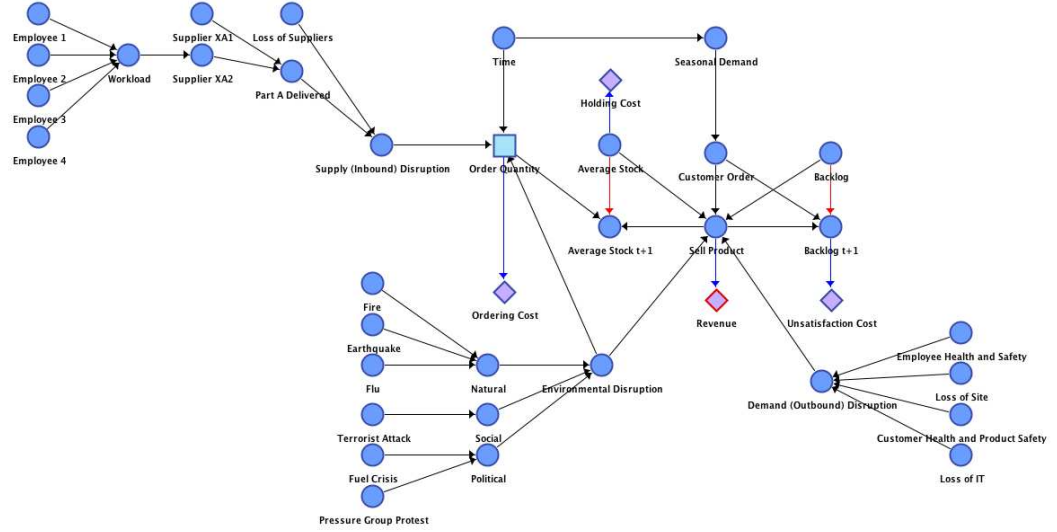 Employee 1
Supplier XA1
Loss of Suppliers
Time
Seasonal Demand
Employee 2
Workload
Supplier XA2
Part A Delivered
Holding Cost
Employee 3
Employee 4
Supply (Inbound) Disruption
Order Quantity
Average Stock
Customer Order
Backlog
Average Stock t+1
Sell Product
Backlog t+1
Fire
Ordering Cost
Revenue
Unsatisfaction Cost
Earthquake
Employee Health and Safety
Flu
Natural
Environmental Disruption
Loss of Site
Demand (Outbound) Disruption
Terrorist Attack
Social
Customer Health and Product Safety
Fuel Crisis
Political
Loss of IT
Pressure Group Protest